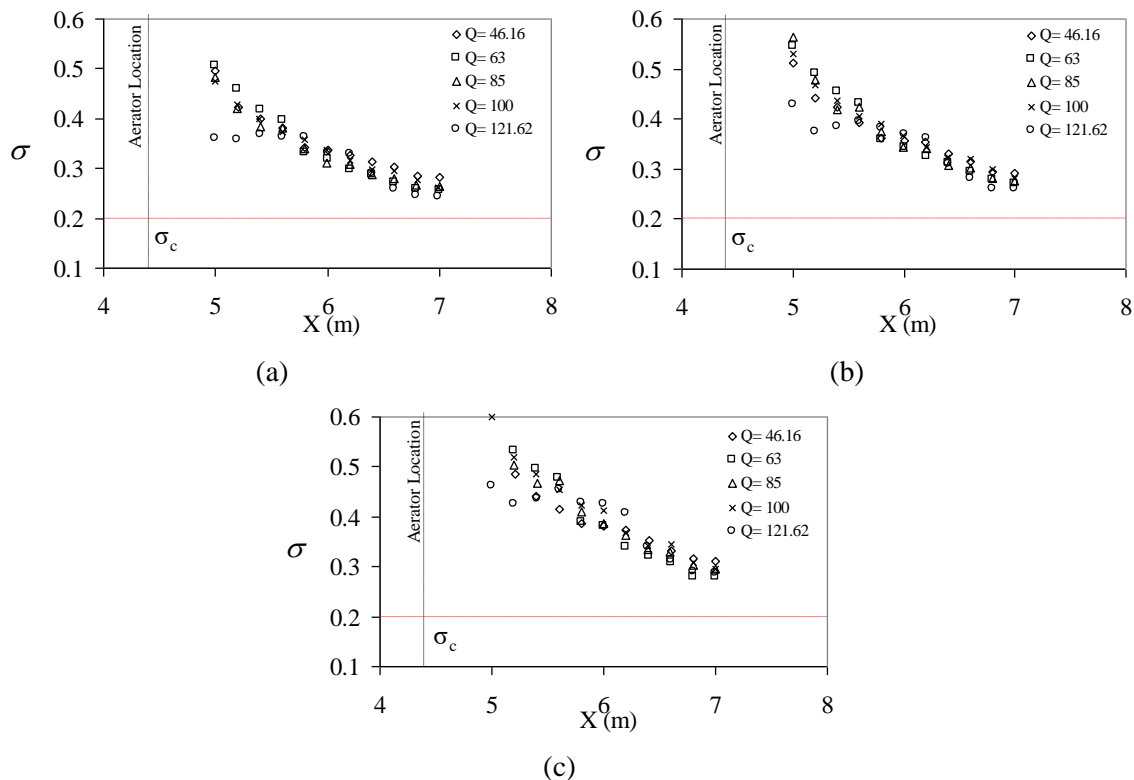 0.6
0.5
0.4
0.3
0.2
0.1
σ
Aerator Location
σc
Q= 46.16
Q= 63
Q= 85
Q= 100
Q= 121.62
4 5 6 7 8
X (m)
(a)
0.6
0.5
0.4
0.3
0.2
0.1
σ
Aerator Location
σc
Q= 46.16
Q= 63
Q= 85
Q= 100
Q= 121.62
4 5 6 7 8
X (m)
(b)
0.6
0.5
0.4
0.3
0.2
0.1
σ
Aerator Location
σc
Q= 46.16
Q= 63
Q= 85
Q= 100
Q= 121.62
4 5 6 7 8
X (m)
(c)